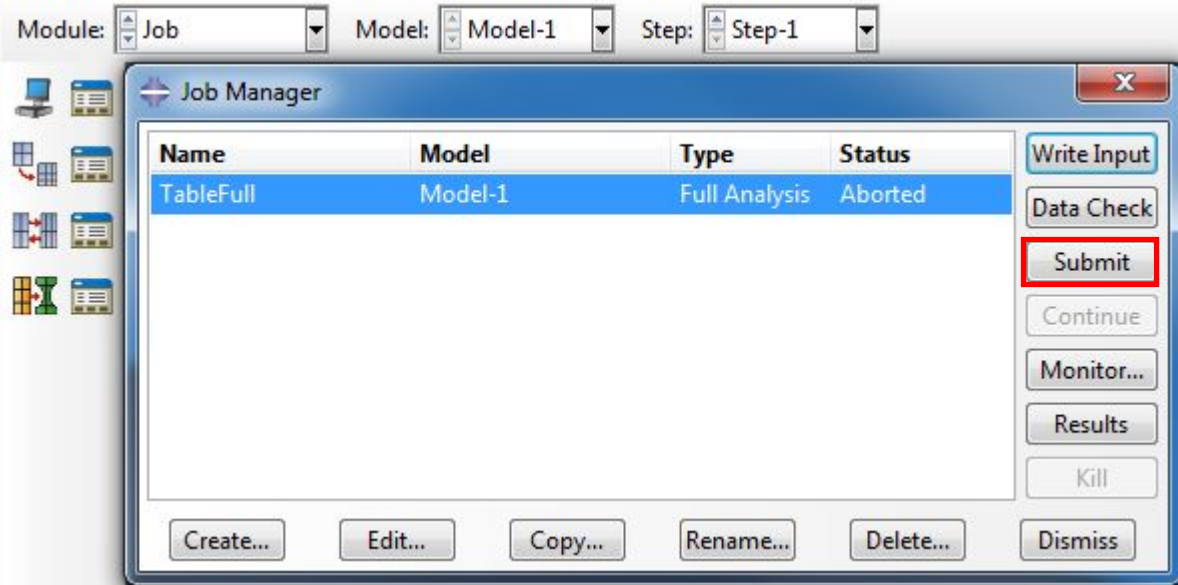 Module: Job Model: Model-1 Step: Step-1
Job Manager
Name Model Type Status
TableFull Model-1 Full Analysis Aborted
Write Input
Data Check
Submit
Continue
Monitor...
Results
Kill
Create... Edit... Copy... Rename... Delete... Dismiss